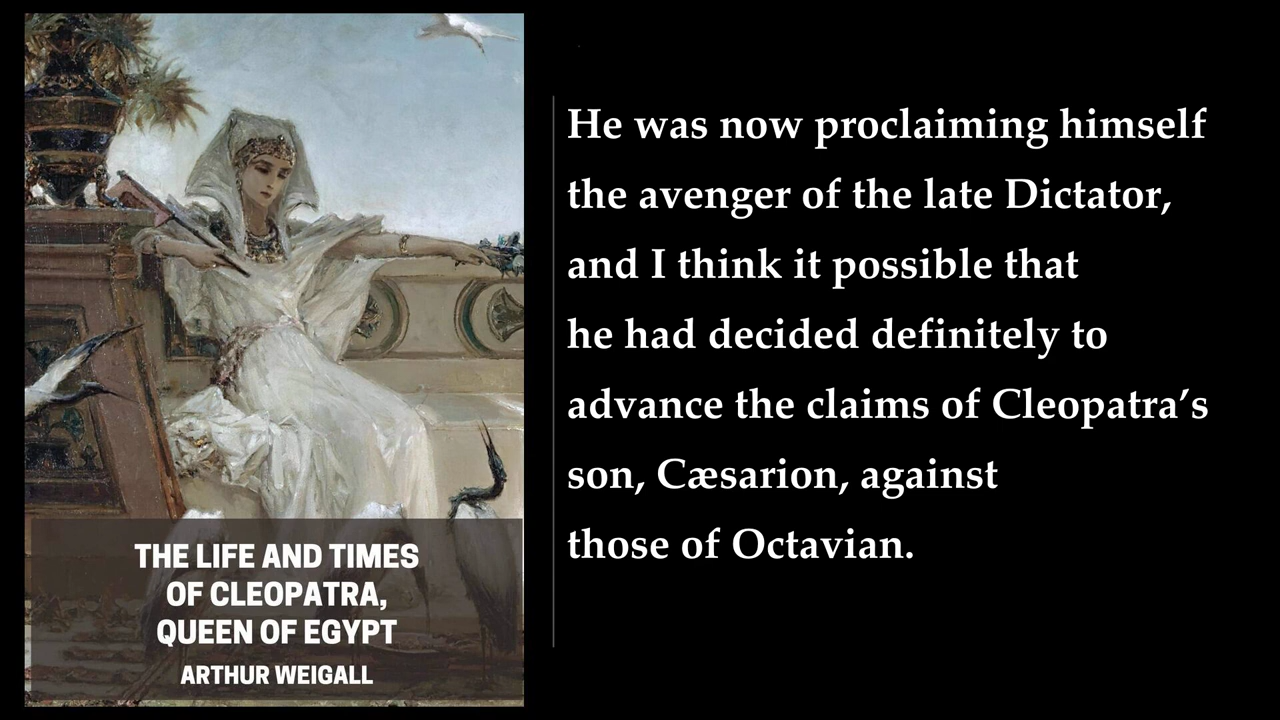 THE LIFE AND TIMES
OF CLEOPATRA,
QUEEN OF EGYPT
ARTHUR WEIGALL
He was now proclaiming himself
the avenger of the late Dictator,
and I think it possible that
he had decided definitely to
advance the claims of Cleopatra’s
son, Cæsarion, against
those of Octavian.